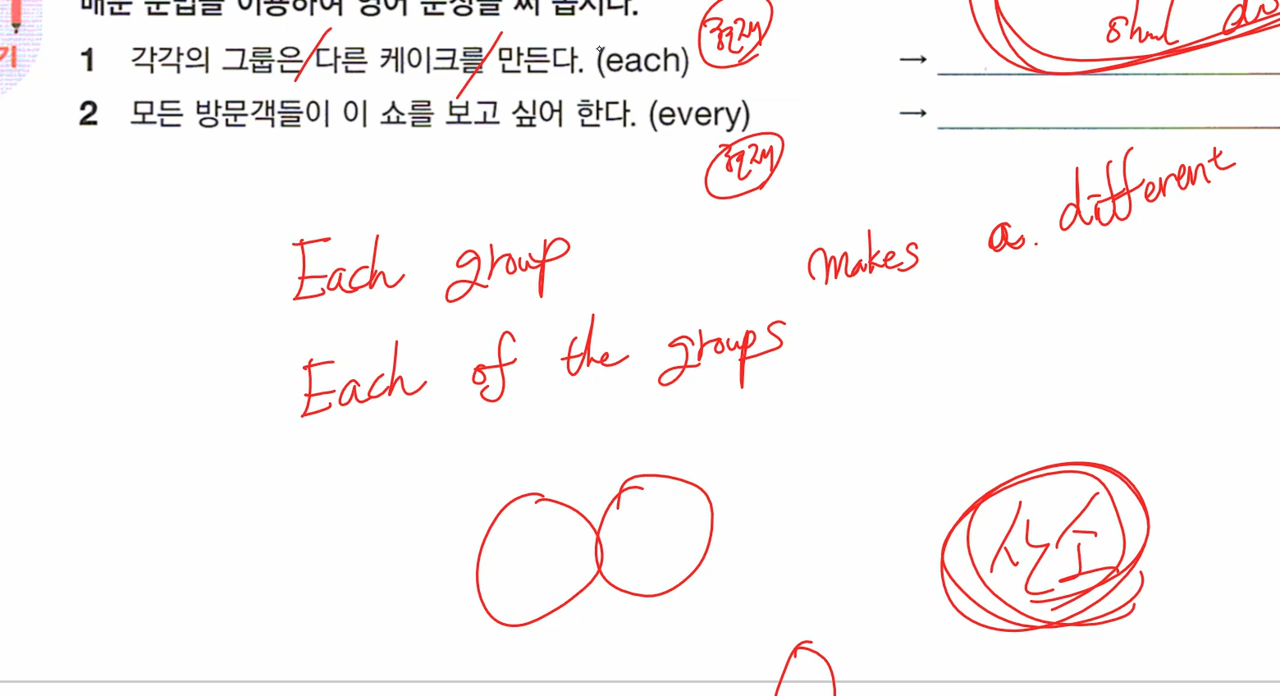 배운 문법을 이용하여 영어 문장을 써 봅시다.
기
1 각각의 그룹은/다른 케이크를/만든다. (each) 현재 →
2 모든 방문객들이 이 쇼를 보고 싶어 한다. (every) →
현재
Each group makes a. different
Each of the groups
산소